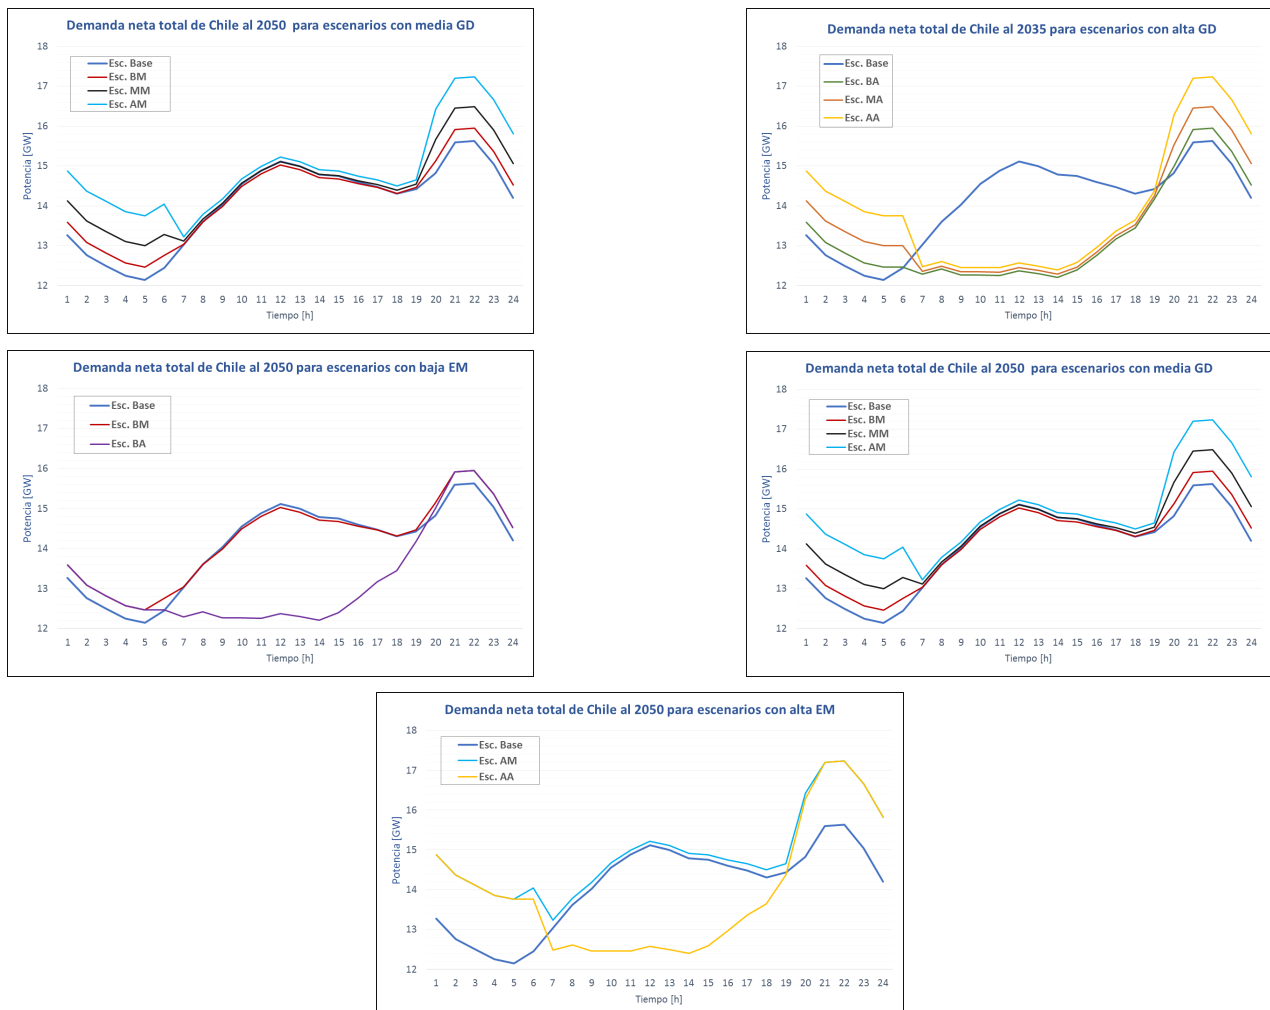 Demanda neta total de Chile al 2050  para escenarios con media GD
18
17
16
15
14
13
12
Potencia [GW]
Esc. Base
Esc. BM
Esc. MM
Esc. AM
1 2 3 4 5 6 7 8 9 10 11 12 13 14 15 16 17 18 19 20 21 22 23 24
Tiempo [h]
Demanda neta total de Chile al 2035 para escenarios con alta GD
18
17
16
15
14
13
12
Potencia [GW]
Esc. Base
Esc. BA
Esc. MA
Esc. AA
1 2 3 4 5 6 7 8 9 10 11 12 13 14 15 16 17 18 19 20 21 22 23 24
Tiempo [h]
Demanda neta total de Chile al 2050 para escenarios con baja EM
18
17
16
15
14
13
12
Potencia [GW]
Esc. Base
Esc. BM
Esc. BA
1 2 3 4 5 6 7 8 9 10 11 12 13 14 15 16 17 18 19 20 21 22 23 24
Tiempo [h]
Demanda neta total de Chile al 2050  para escenarios con media GD
18
17
16
15
14
13
12
Potencia [GW]
Esc. Base
Esc. BM
Esc. MM
Esc. AM
1 2 3 4 5 6 7 8 9 10 11 12 13 14 15 16 17 18 19 20 21 22 23 24
Tiempo [h]
Demanda neta total de Chile al 2050 para escenarios con alta EM
18
17
16
15
14
13
12
Potencia [GW]
Esc. Base
Esc. AM
Esc. AA
1 2 3 4 5 6 7 8 9 10 11 12 13 14 15 16 17 18 19 20 21 22 23 24
Tiempo [h]